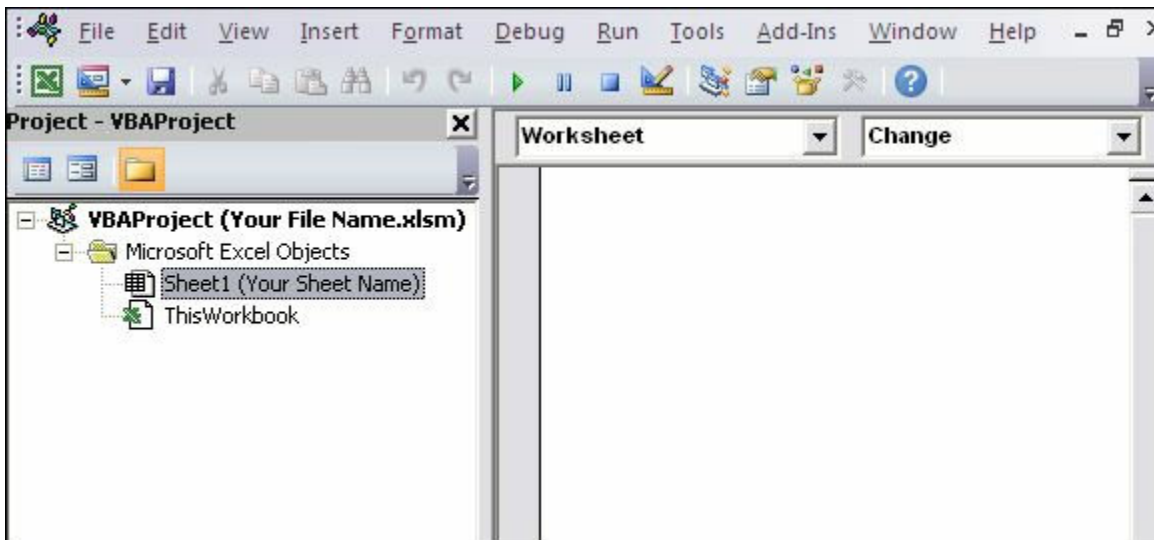 File Edit View Insert Format Debug Run Tools Add-Ins Window Help
Project - VBAProject
Worksheet Change
VBAProject (Your File Name.xlsm)
Microsoft Excel Objects
Sheet1 (Your Sheet Name)
ThisWorkbook